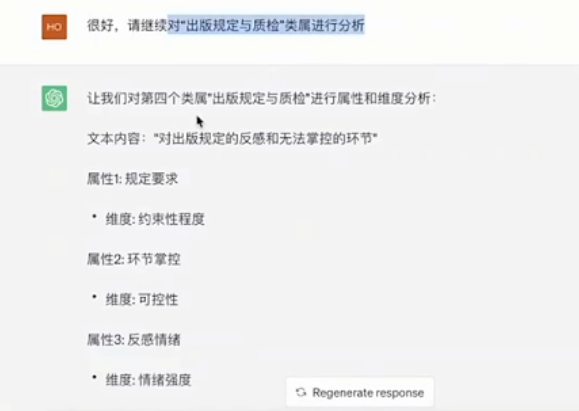 HO
很好，请继续对"出版规定与质检"类属进行分析
让我们对第四个类属"出版规定与质检"进行属性和维度分析：
文本内容："对出版规定的反感和无法掌控的环节"
属性1: 规定要求
• 维度: 约束性程度
属性2: 环节掌控
• 维度: 可控性
属性3: 反感情绪
• 维度: 情绪强度
Regenerate response